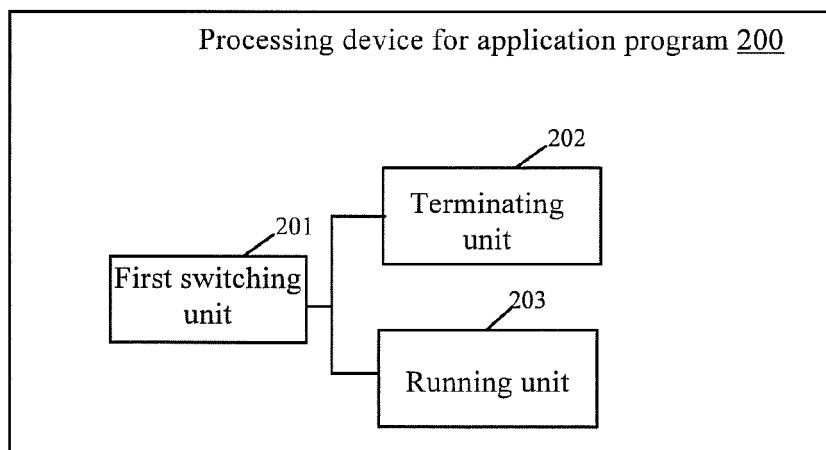 Processing device for application program 200
202
Terminating
unit
201
First switching
unit
203
Running unit